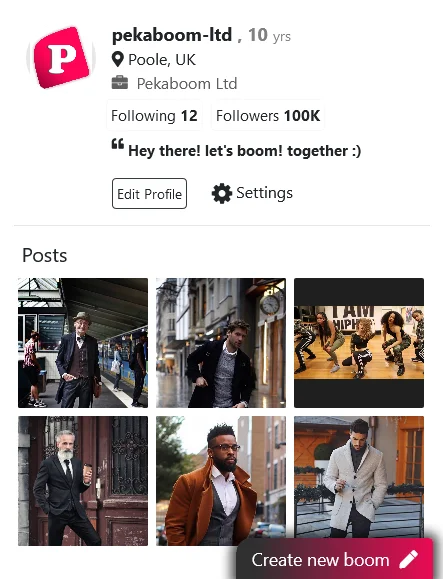 P
pekaboom-ltd , 10 yrs
Poole, UK
Pekaboom Ltd
Following 12 Followers 100K
“ Hey there! let's boom! together :)
Edit Profile Settings
Posts
I AM
HIPHOP
Create new boom